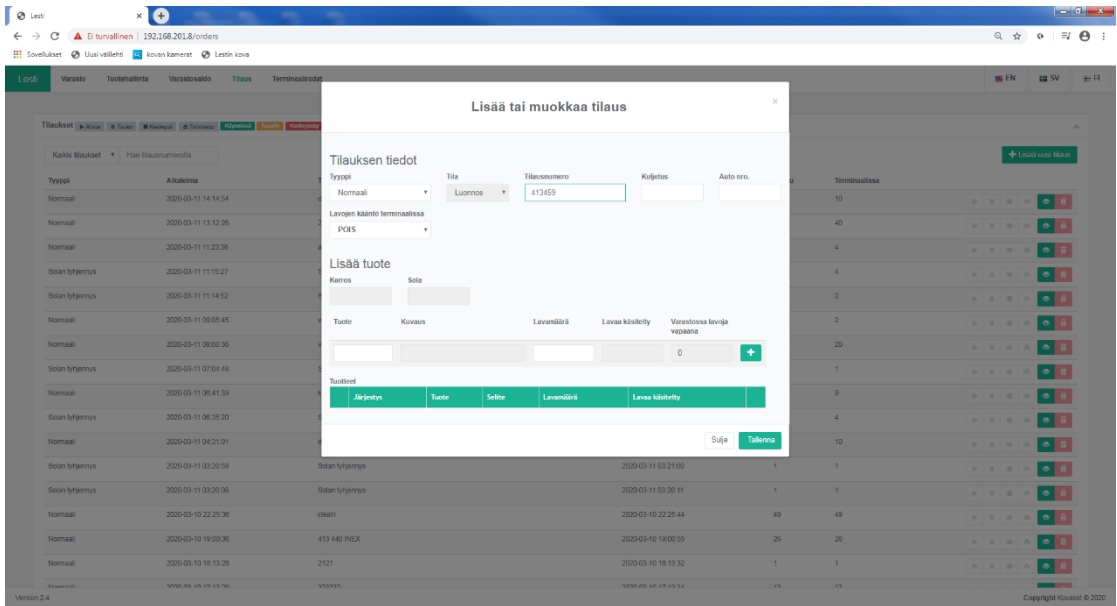 Lesti
Ei turvallinen | 192.168.201.8/orders
Sovellukset Uusi välilehti kovan kamerat Lestin kova
Lesti Varasto Tuotehallinta Varastosaldo Tilaus Terminaaliradat EN SV FI
Lisää tai muokkaa tilaus ×
Tilaukset Aloita Tauko Keskeytä Terminointi Käynnissä Tauolla
Kaikki tilaukset Hae tilausnumerolla Lisää uusi tilaus
Tilauksen tiedot
Tyyppi Tila Tilausnumero Kuljetus Auto nro.
Normaali Luonnos 413459
Lavojen kääntö terminaalissa
POIS
Lisää tuote
Kerros Sola
Tuote Kuvaus Lavamäärä Lavaa käsitelty Varastossa lavoja
vapaana
0 +
Tuotteet
Järjestys Tuote Selite Lavamäärä Lavaa käsitelty
Sulje Tallenna
Tyyppi Alkuleima Terminaalissa
Normaali 2020-03-11 14:14:54 10
Normaali 2020-03-11 13:12:26 40
Normaali 2020-03-11 11:23:36 4
Solan tyhjennys 2020-03-11 11:15:27 4
Solan tyhjennys 2020-03-11 11:14:52 2
Normaali 2020-03-11 09:05:45 2
Normaali 2020-03-11 09:00:36 20
Solan tyhjennys 2020-03-11 07:04:48 1
Normaali 2020-03-11 06:41:39 9
Solan tyhjennys 2020-03-11 06:35:20 4
Normaali 2020-03-11 04:31:01 10
Solan tyhjennys 2020-03-11 03:20:58 Solan tyhjennys 2020-03-11 03:21:00 1 1
Solan tyhjennys 2020-03-11 03:20:08 Solan tyhjennys 2020-03-11 03:20:11 1 1
Normaali 2020-03-10 22:25:36 cteam 2020-03-10 22:25:44 49 49
Normaali 2020-03-10 19:00:36 413 440 INEX 2020-03-10 19:00:55 26 26
Normaali 2020-03-10 18:13:28 2121 2020-03-10 18:13:32 1 1
Version 2.4 Copyright Kovasat © 2020